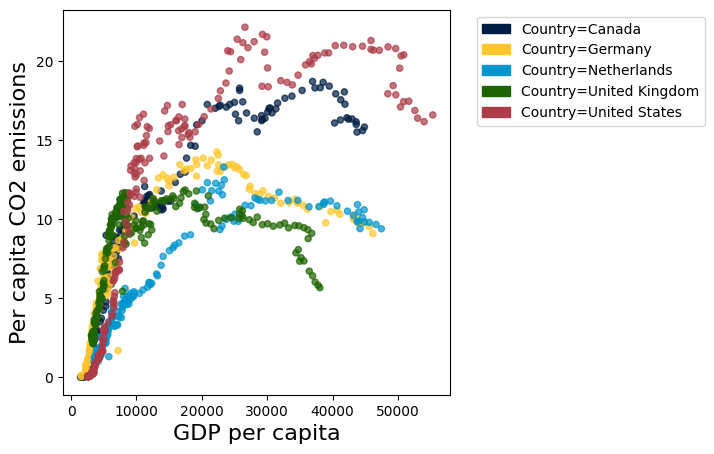 Country=Canada
Country=Germany
Country=Netherlands
Country=United Kingdom
Country=United States
Per capita CO2 emissions
20
15
10
5
0
0 10000 20000 30000 40000 50000
GDP per capita